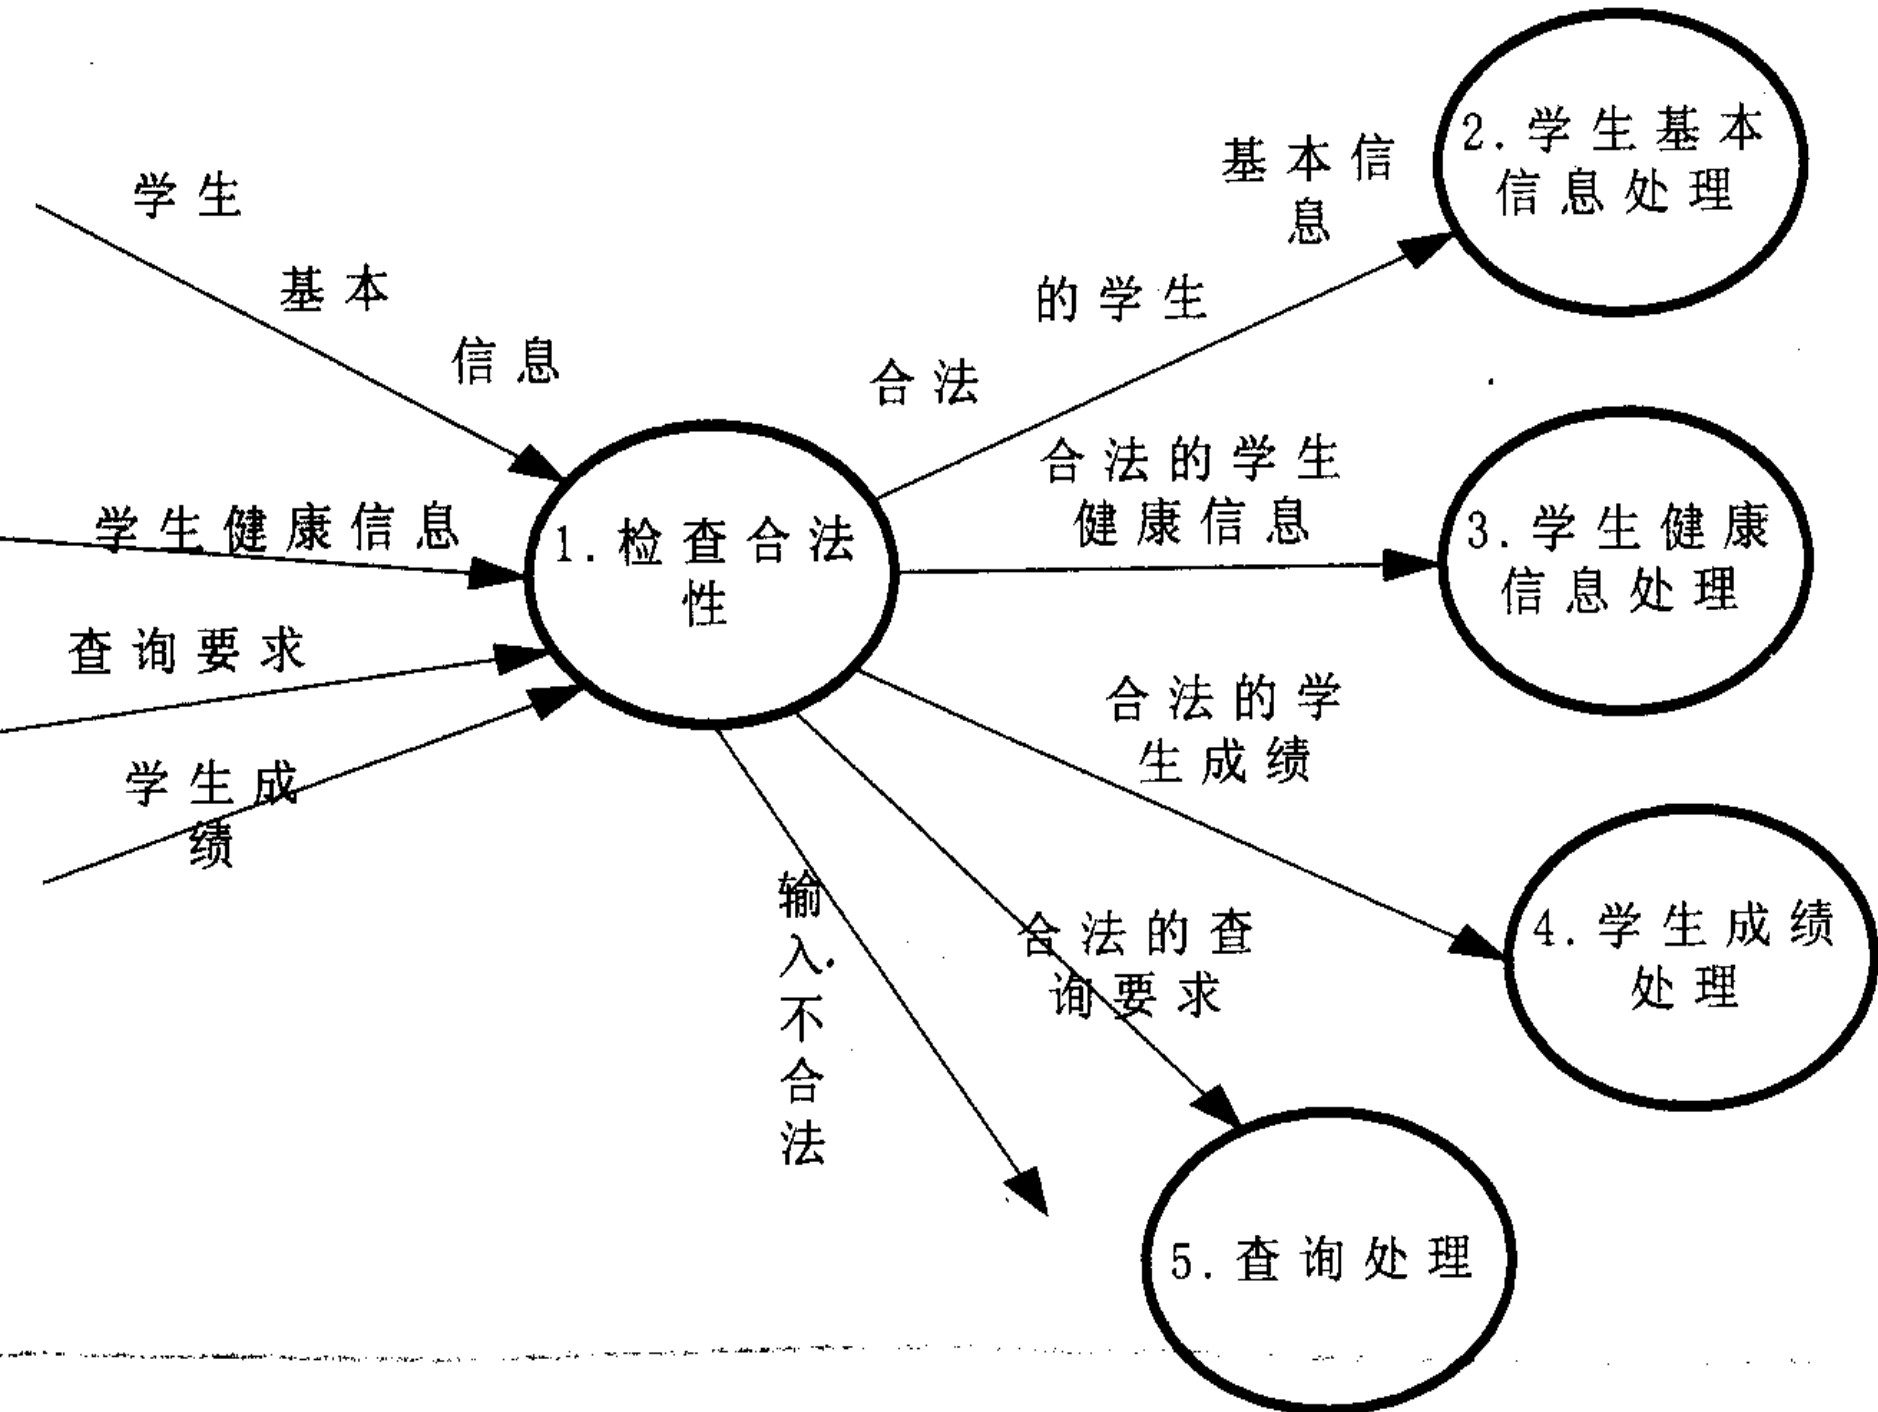 学生
基本
信息
学生健康信息
查询要求
学生成
绩
1.检查合法
性
合法
的学生
基本信
息
2.学生基本
信息处理
合法的学生
健康信息
3.学生健康
信息处理
合法的学
生成绩
4.学生成绩
处理
合法的查
询要求
5.查询处理
输
入
不
合
法